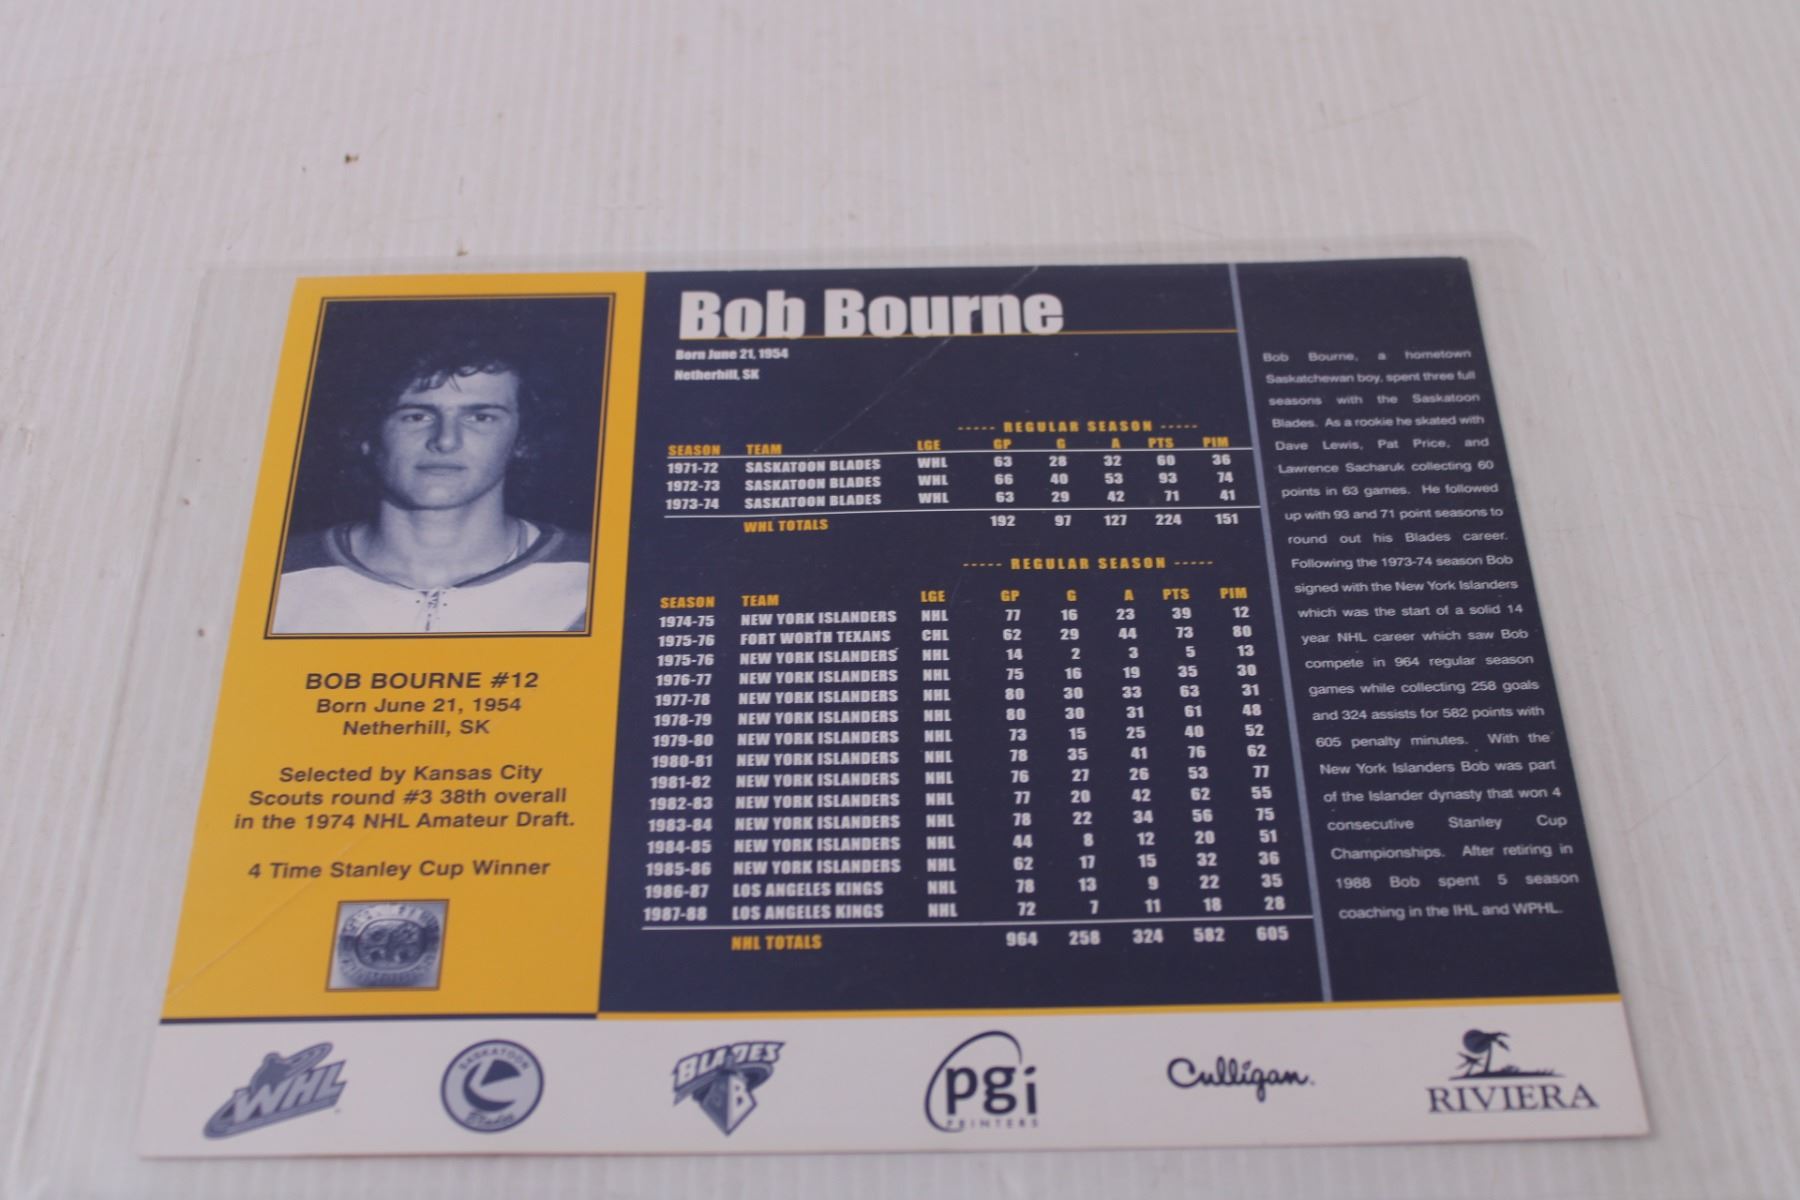 Bob Bourne
Born June 21, 1954
Netherhill, SK
BOB BOURNE #12
Born June 21, 1954
Netherhill, SK
Selected by Kansas City
Scouts round #3 38th overall
in the 1974 NHL Amateur Draft.
4 Time Stanley Cup Winner
----- REGULAR SEASON -----
SEASON TEAM LGE GP G A PTS PIM
1971-72 SASKATOON BLADES WHL 63 28 32 60 36
1972-73 SASKATOON BLADES WHL 66 40 53 93 74
1973-74 SASKATOON BLADES WHL 63 29 42 71 41
WHL TOTALS 192 97 127 224 151
----- REGULAR SEASON -----
SEASON TEAM LGE GP G A PTS PIM
1974-75 NEW YORK ISLANDERS NHL 77 16 23 39 12
1975-76 FORT WORTH TEXANS CHL 62 29 44 73 80
1975-76 NEW YORK ISLANDERS NHL 14 2 3 5 13
1976-77 NEW YORK ISLANDERS NHL 75 16 19 35 30
1977-78 NEW YORK ISLANDERS NHL 80 30 33 63 31
1978-79 NEW YORK ISLANDERS NHL 80 30 31 61 48
1979-80 NEW YORK ISLANDERS NHL 73 15 25 40 52
1980-81 NEW YORK ISLANDERS NHL 78 35 41 76 62
1981-82 NEW YORK ISLANDERS NHL 76 27 26 53 77
1982-83 NEW YORK ISLANDERS NHL 77 20 42 62 55
1983-84 NEW YORK ISLANDERS NHL 78 22 34 56 75
1984-85 NEW YORK ISLANDERS NHL 44 8 12 20 51
1985-86 NEW YORK ISLANDERS NHL 62 17 15 32 36
1986-87 LOS ANGELES KINGS NHL 78 13 9 22 35
1987-88 LOS ANGELES KINGS NHL 72 7 11 18 28
NHL TOTALS 964 258 324 582 605
Bob Bourne, a hometown
Saskatchewan boy, spent three full
seasons with the Saskatoon
Blades. As a rookie he skated with
Dave Lewis, Pat Price, and
Lawrence Sacharuk collecting 60
points in 63 games. He followed
up with 93 and 71 point seasons to
round out his Blades career.
Following the 1973-74 season Bob
signed with the New York Islanders
which was the start of a solid 14
year NHL career which saw Bob
compete in 964 regular season
games while collecting 258 goals
and 324 assists for 582 points with
605 penalty minutes. With the
New York Islanders Bob was part
of the Islander dynasty that won 4
consecutive Stanley Cup
Championships. After retiring in
1988 Bob spent 5 season
coaching in the IHL and WPHL.
WHL
SASKATOON
Blades
BLADES
B
pgi
PRINTERS
Culligan.
RIVIERA